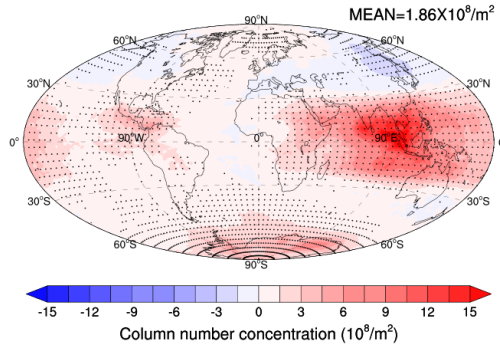 MEAN=1.86X10⁸/m²
90°N
60°N 60°N
30°N 30°N
0° 90°W 0° 90°E 0
30°S 30°S
60°S 60°S
90°S
-15 -12 -9 -6 -3 0 3 6 9 12 15
Column number concentration (10⁸/m²)